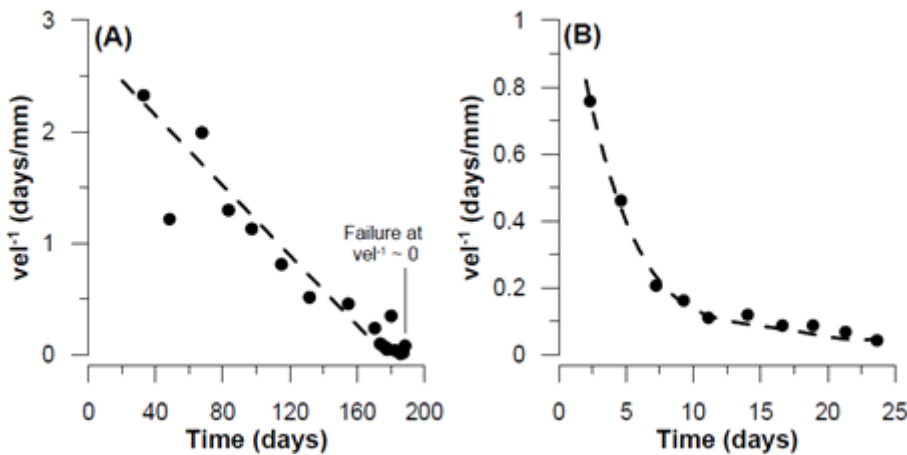 (A)
3
2
1
0
vel⁻¹ (days/mm)
0 40 80 120 160 200
Time (days)
Failure at
vel⁻¹ ~ 0
(B)
1
0.8
0.6
0.4
0.2
0
vel⁻¹ (days/mm)
0 5 10 15 20 25
Time (days)